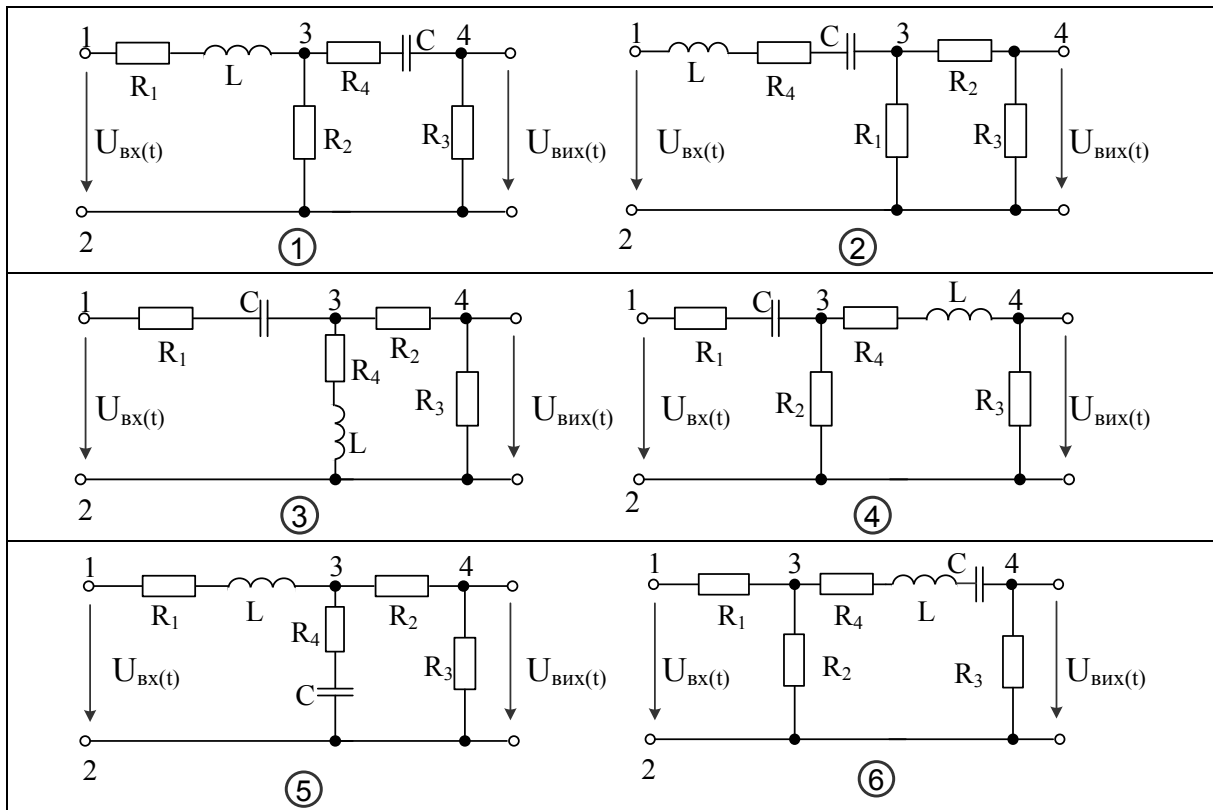 1 3 C 4
R₁ L R₄
Uвх(t) R₂ R₃ Uвих(t)
2
1
1 C 3 4
L R₄ R₂
Uвх(t) R₁ R₃ Uвих(t)
2
2
1 C 3 4
R₁ R₄ R₂
Uвх(t) R₃ Uвих(t)
L
2
3
1 C 3 L 4
R₁ R₄
Uвх(t) R₂ R₃ Uвих(t)
2
4
1 3 4
R₁ L R₄ R₂
Uвх(t) R₃ Uвих(t)
C
2
5
1 3 C 4
R₁ R₄ L
Uвх(t) R₂ R₃ Uвих(t)
2
6